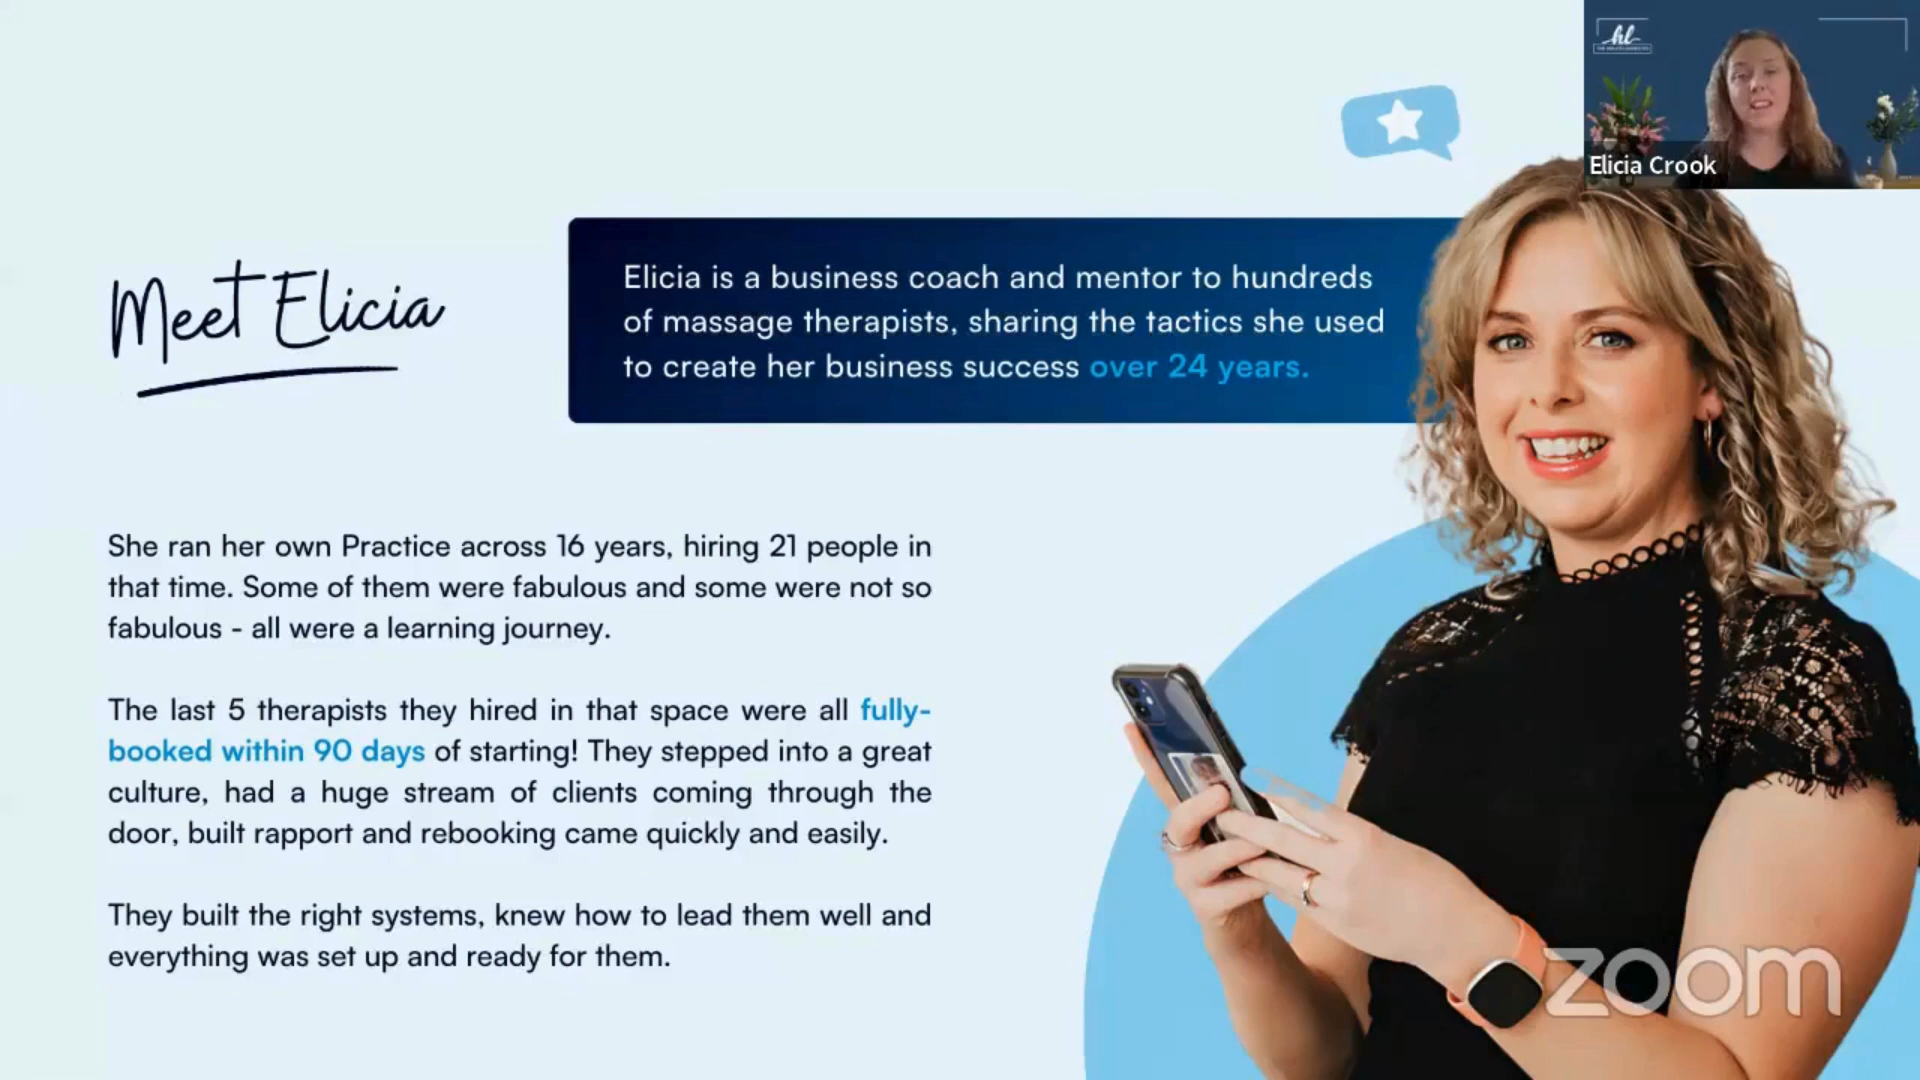 hl
Elicia Crook
Meet Elicia
Elicia is a business coach and mentor to hundreds
of massage therapists, sharing the tactics she used
to create her business success over 24 years.
She ran her own Practice across 16 years, hiring 21 people in
that time. Some of them were fabulous and some were not so
fabulous - all were a learning journey.
The last 5 therapists they hired in that space were all fully-
booked within 90 days of starting! They stepped into a great
culture, had a huge stream of clients coming through the
door, built rapport and rebooking came quickly and easily.
They built the right systems, knew how to lead them well and
everything was set up and ready for them.
zoom